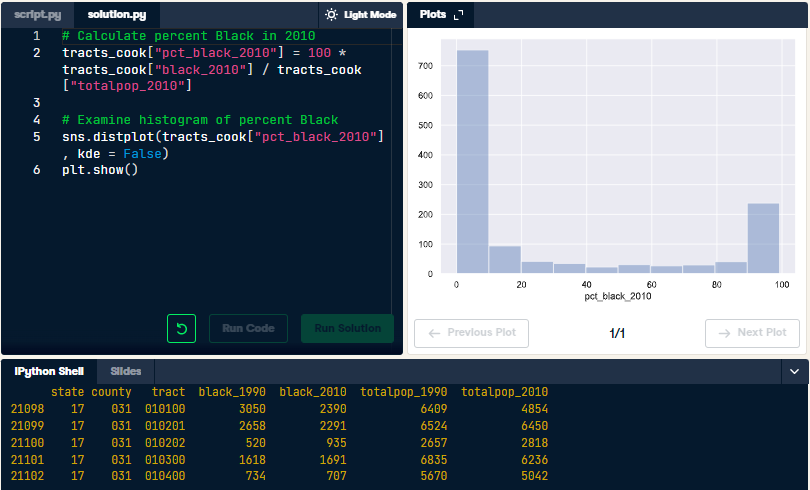 script.py solution.py Light Mode
1 # Calculate percent Black in 2010
2 tracts_cook["pct_black_2010"] = 100 *
tracts_cook["black_2010"] / tracts_cook
["totalpop_2010"]
3
4 # Examine histogram of percent Black
5 sns.distplot(tracts_cook["pct_black_2010"]
, kde = False)
6 plt.show()
Run Code Run Solution
Plots
700
600
500
400
300
200
100
0
0 20 40 60 80 100
pct_black_2010
Previous Plot 1/1 Next Plot
IPython Shell Slides
state county tract black_1990 black_2010 totalpop_1990 totalpop_2010
21098 17 031 010100 3050 2390 6409 4854
21099 17 031 010201 2658 2291 6524 6450
21100 17 031 010202 520 935 2657 2818
21101 17 031 010300 1618 1691 6835 6236
21102 17 031 010400 734 707 5670 5042